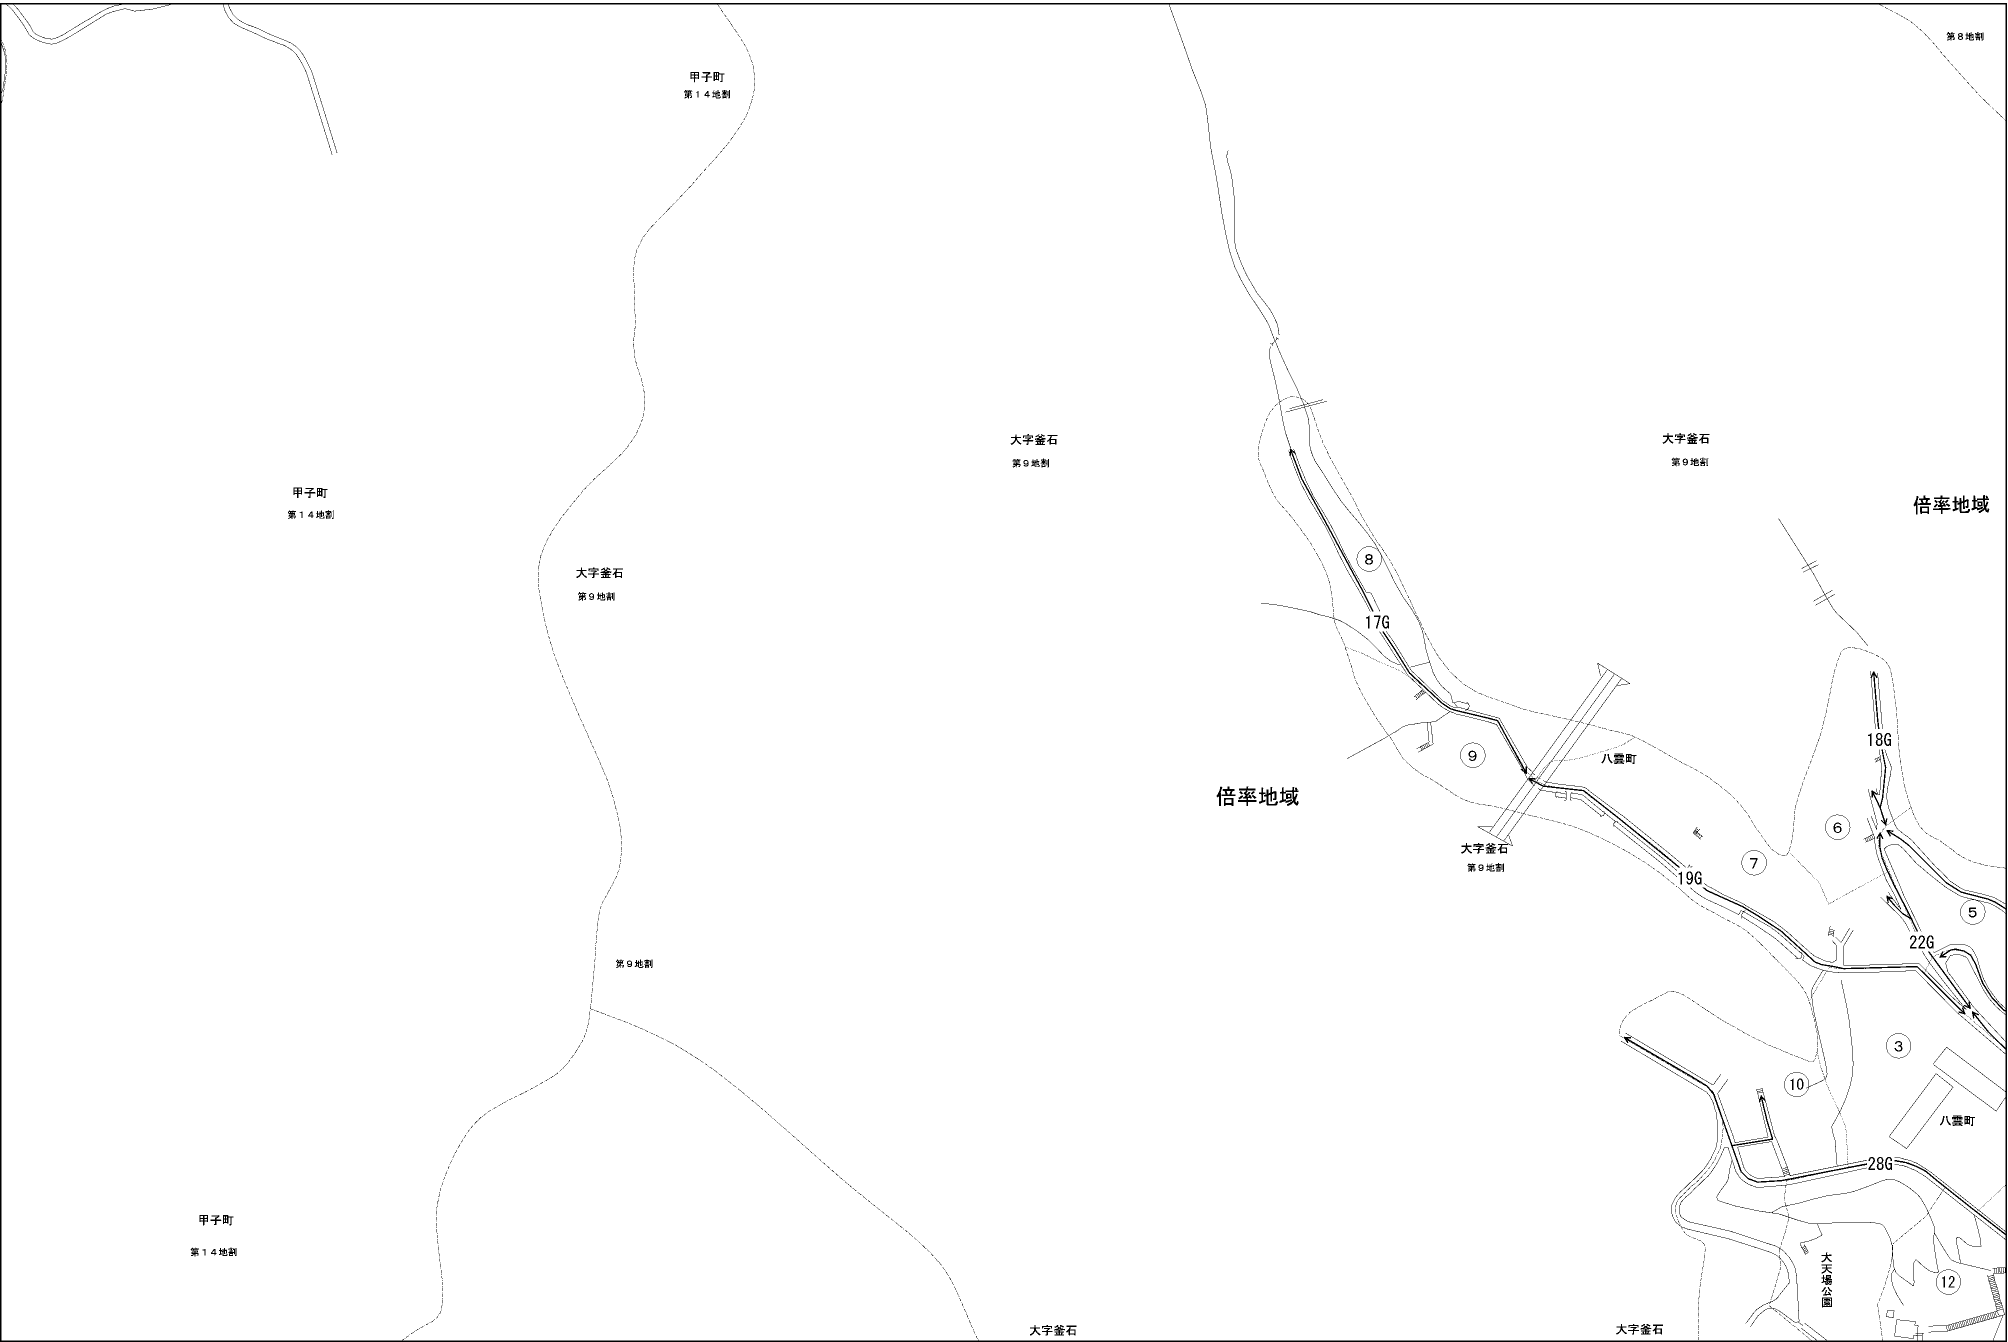 第８地割
甲子町
第１４地割
大字釜石
第９地割
大字釜石
第９地割
倍率地域
甲子町
第１４地割
大字釜石
第９地割
8
17G
18G
9
八雲町
倍率地域
6
大字釜石
第９地割
7
19G
5
22G
第９地割
3
10
八雲町
28G
甲子町
第１４地割
大天場公園
12
大字釜石
大字釜石